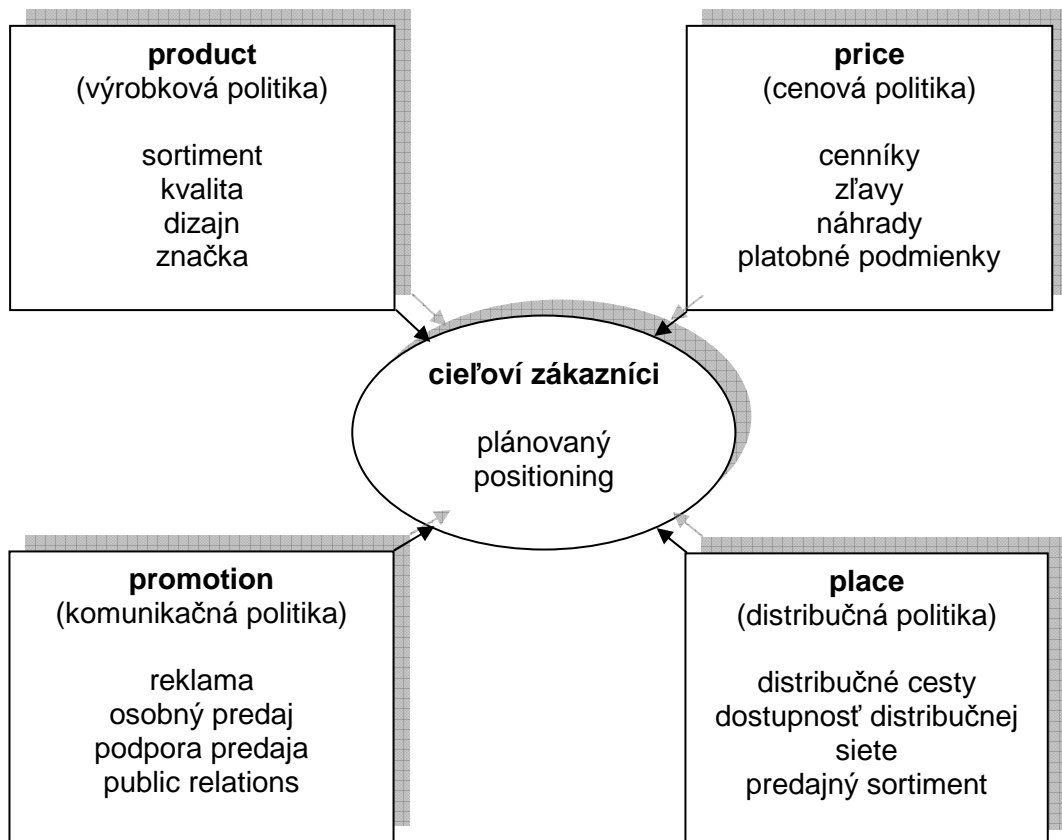 product
(výrobková politika)
sortiment
kvalita
dizajn
značka
price
(cenová politika)
cenníky
zľavy
náhrady
platobné podmienky
cieľoví zákazníci
plánovaný
positioning
promotion
(komunikačná politika)
reklama
osobný predaj
podpora predaja
public relations
place
(distribučná politika)
distribučné cesty
dostupnosť distribučnej
siete
predajný sortiment